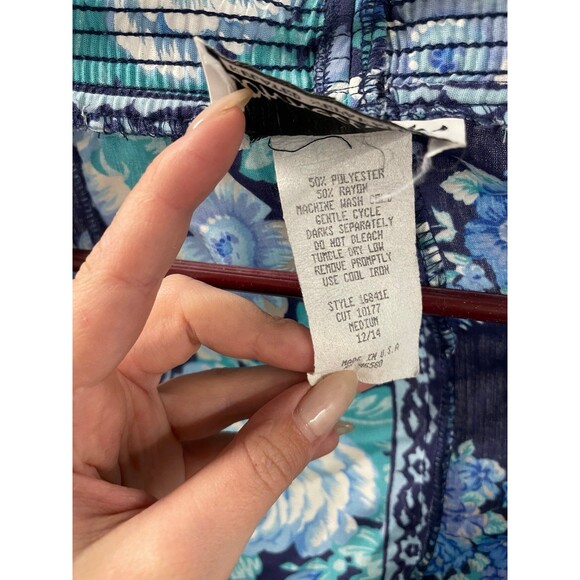 50% POLYESTER
50% RAYON
MACHINE WASH COLD
GENTLE CYCLE
DARKS SEPARATELY
DO NOT BLEACH
TUMBLE DRY LOW
REMOVE PROMPTLY
USE COOL IRON
STYLE 16841E
CUT 10177
MEDIUM
12/14
MADE IN U.S.A